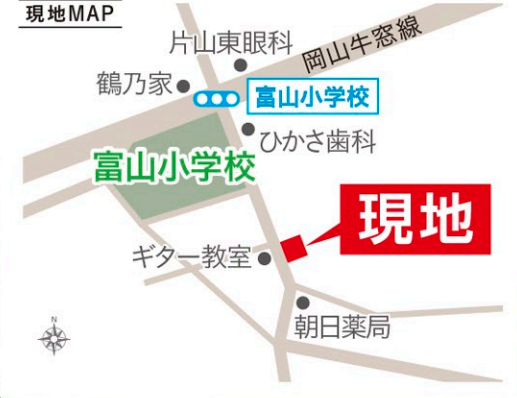 現地MAP
片山東眼科
岡山牛窓線
鶴乃家
富山小学校
ひかさ歯科
富山小学校
現地
ギター教室
朝日薬局
N